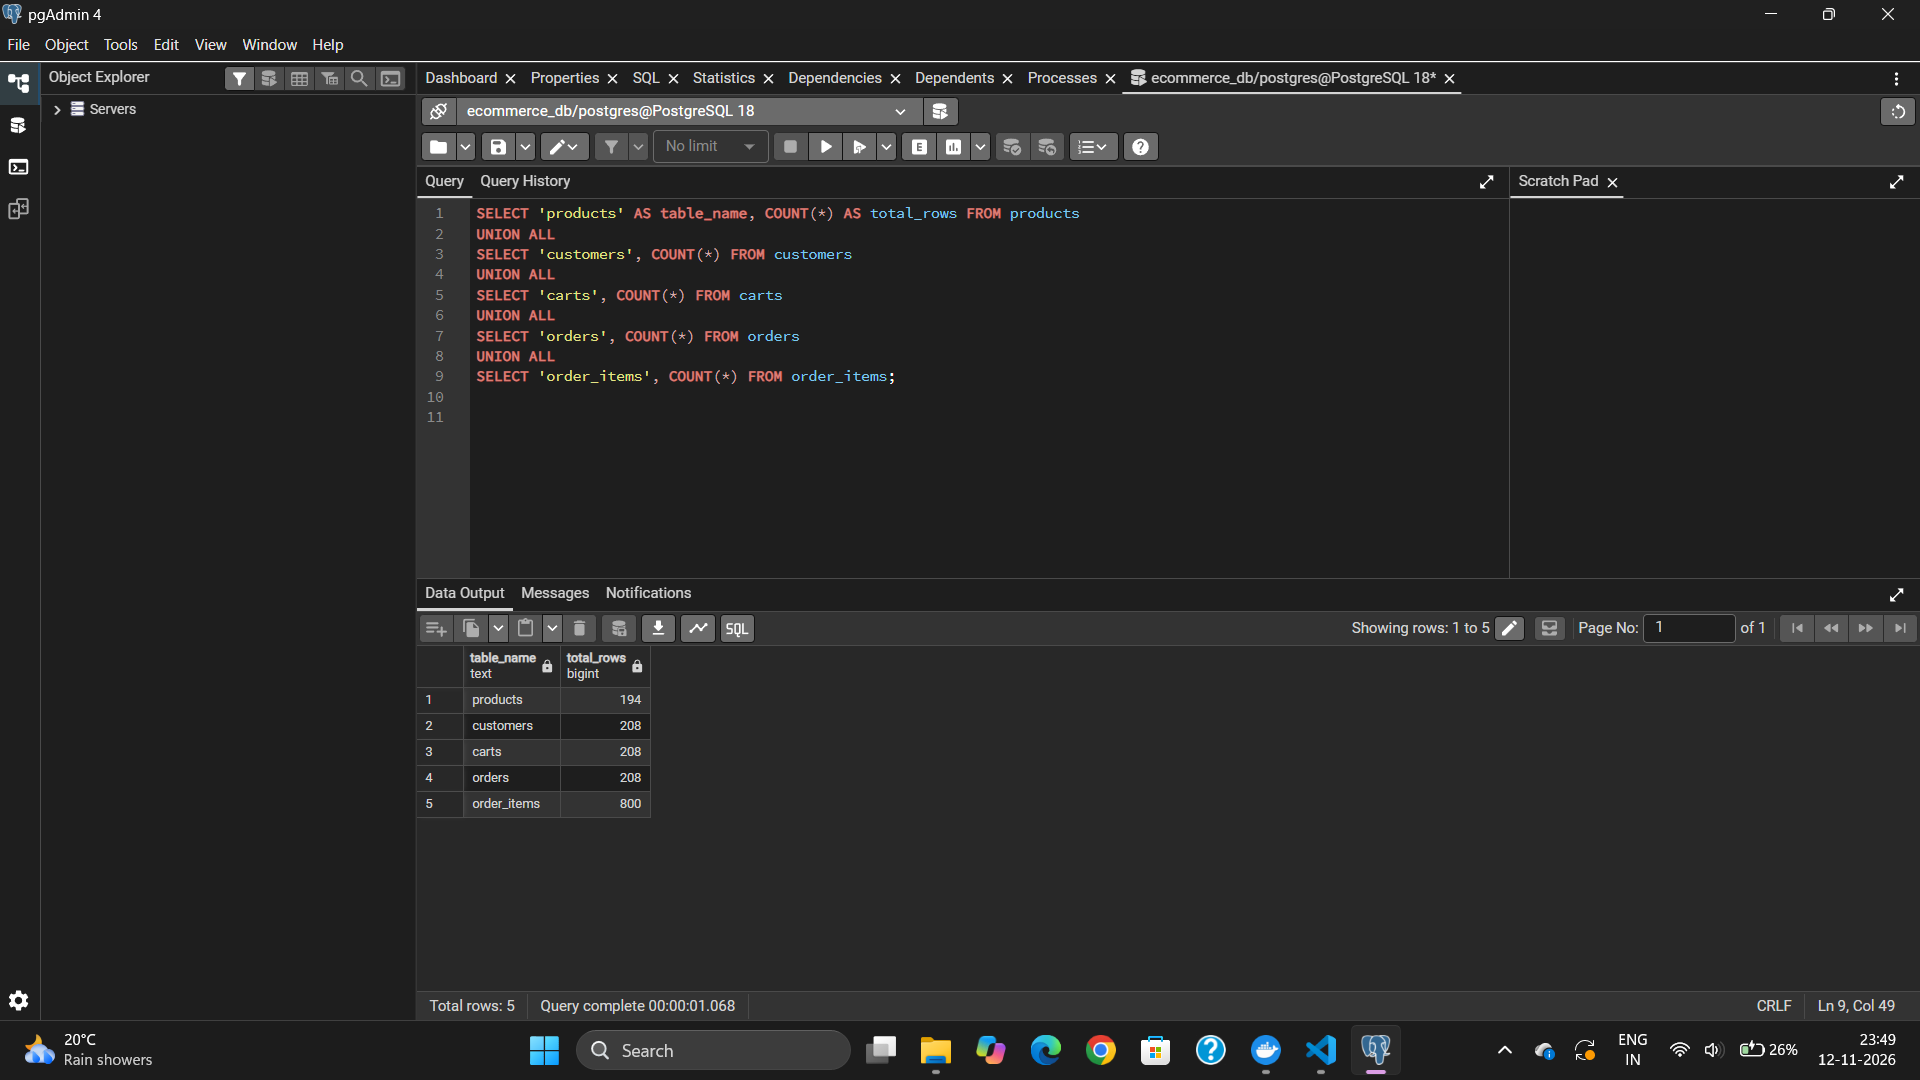 pgAdmin 4
File Object Tools Edit View Window Help
Object Explorer
Dashboard Properties SQL Statistics Dependencies Dependents Processes ecommerce_db/postgres@PostgreSQL 18*
Servers
ecommerce_db/postgres@PostgreSQL 18
No limit
E
Query Query History
Scratch Pad
1 SELECT 'products' AS table_name, COUNT(*) AS total_rows FROM products
2 UNION ALL
3 SELECT 'customers', COUNT(*) FROM customers
4 UNION ALL
5 SELECT 'carts', COUNT(*) FROM carts
6 UNION ALL
7 SELECT 'orders', COUNT(*) FROM orders
8 UNION ALL
9 SELECT 'order_items', COUNT(*) FROM order_items;
10
11
Data Output Messages Notifications
SQL
Showing rows: 1 to 5
Page No: 1 of 1
table_name total_rows
text bigint
1 products 194
2 customers 208
3 carts 208
4 orders 208
5 order_items 800
Total rows: 5 Query complete 00:00:01.068
CRLF Ln 9, Col 49
20°C
Rain showers
Search
ENG
IN
26%
23:49
12-11-2026